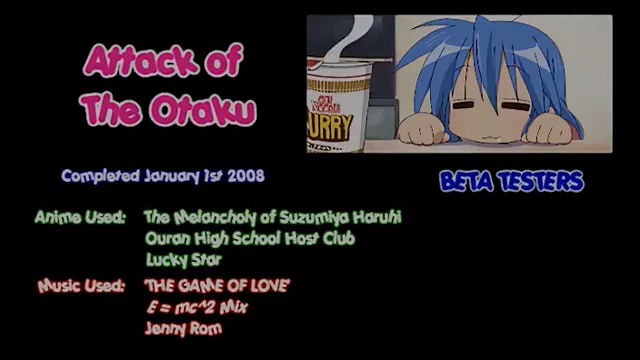 Attack of
The Otaku
Completed January 1st 2008
Anime Used: The Melancholy of Suzumiya Haruhi
Ouran High School Host Club
Lucky Star
Music Used: 'THE GAME OF LOVE'
E = mc^2 Mix
Jenny Rom
NOODLES
CURRY
BETA TESTERS